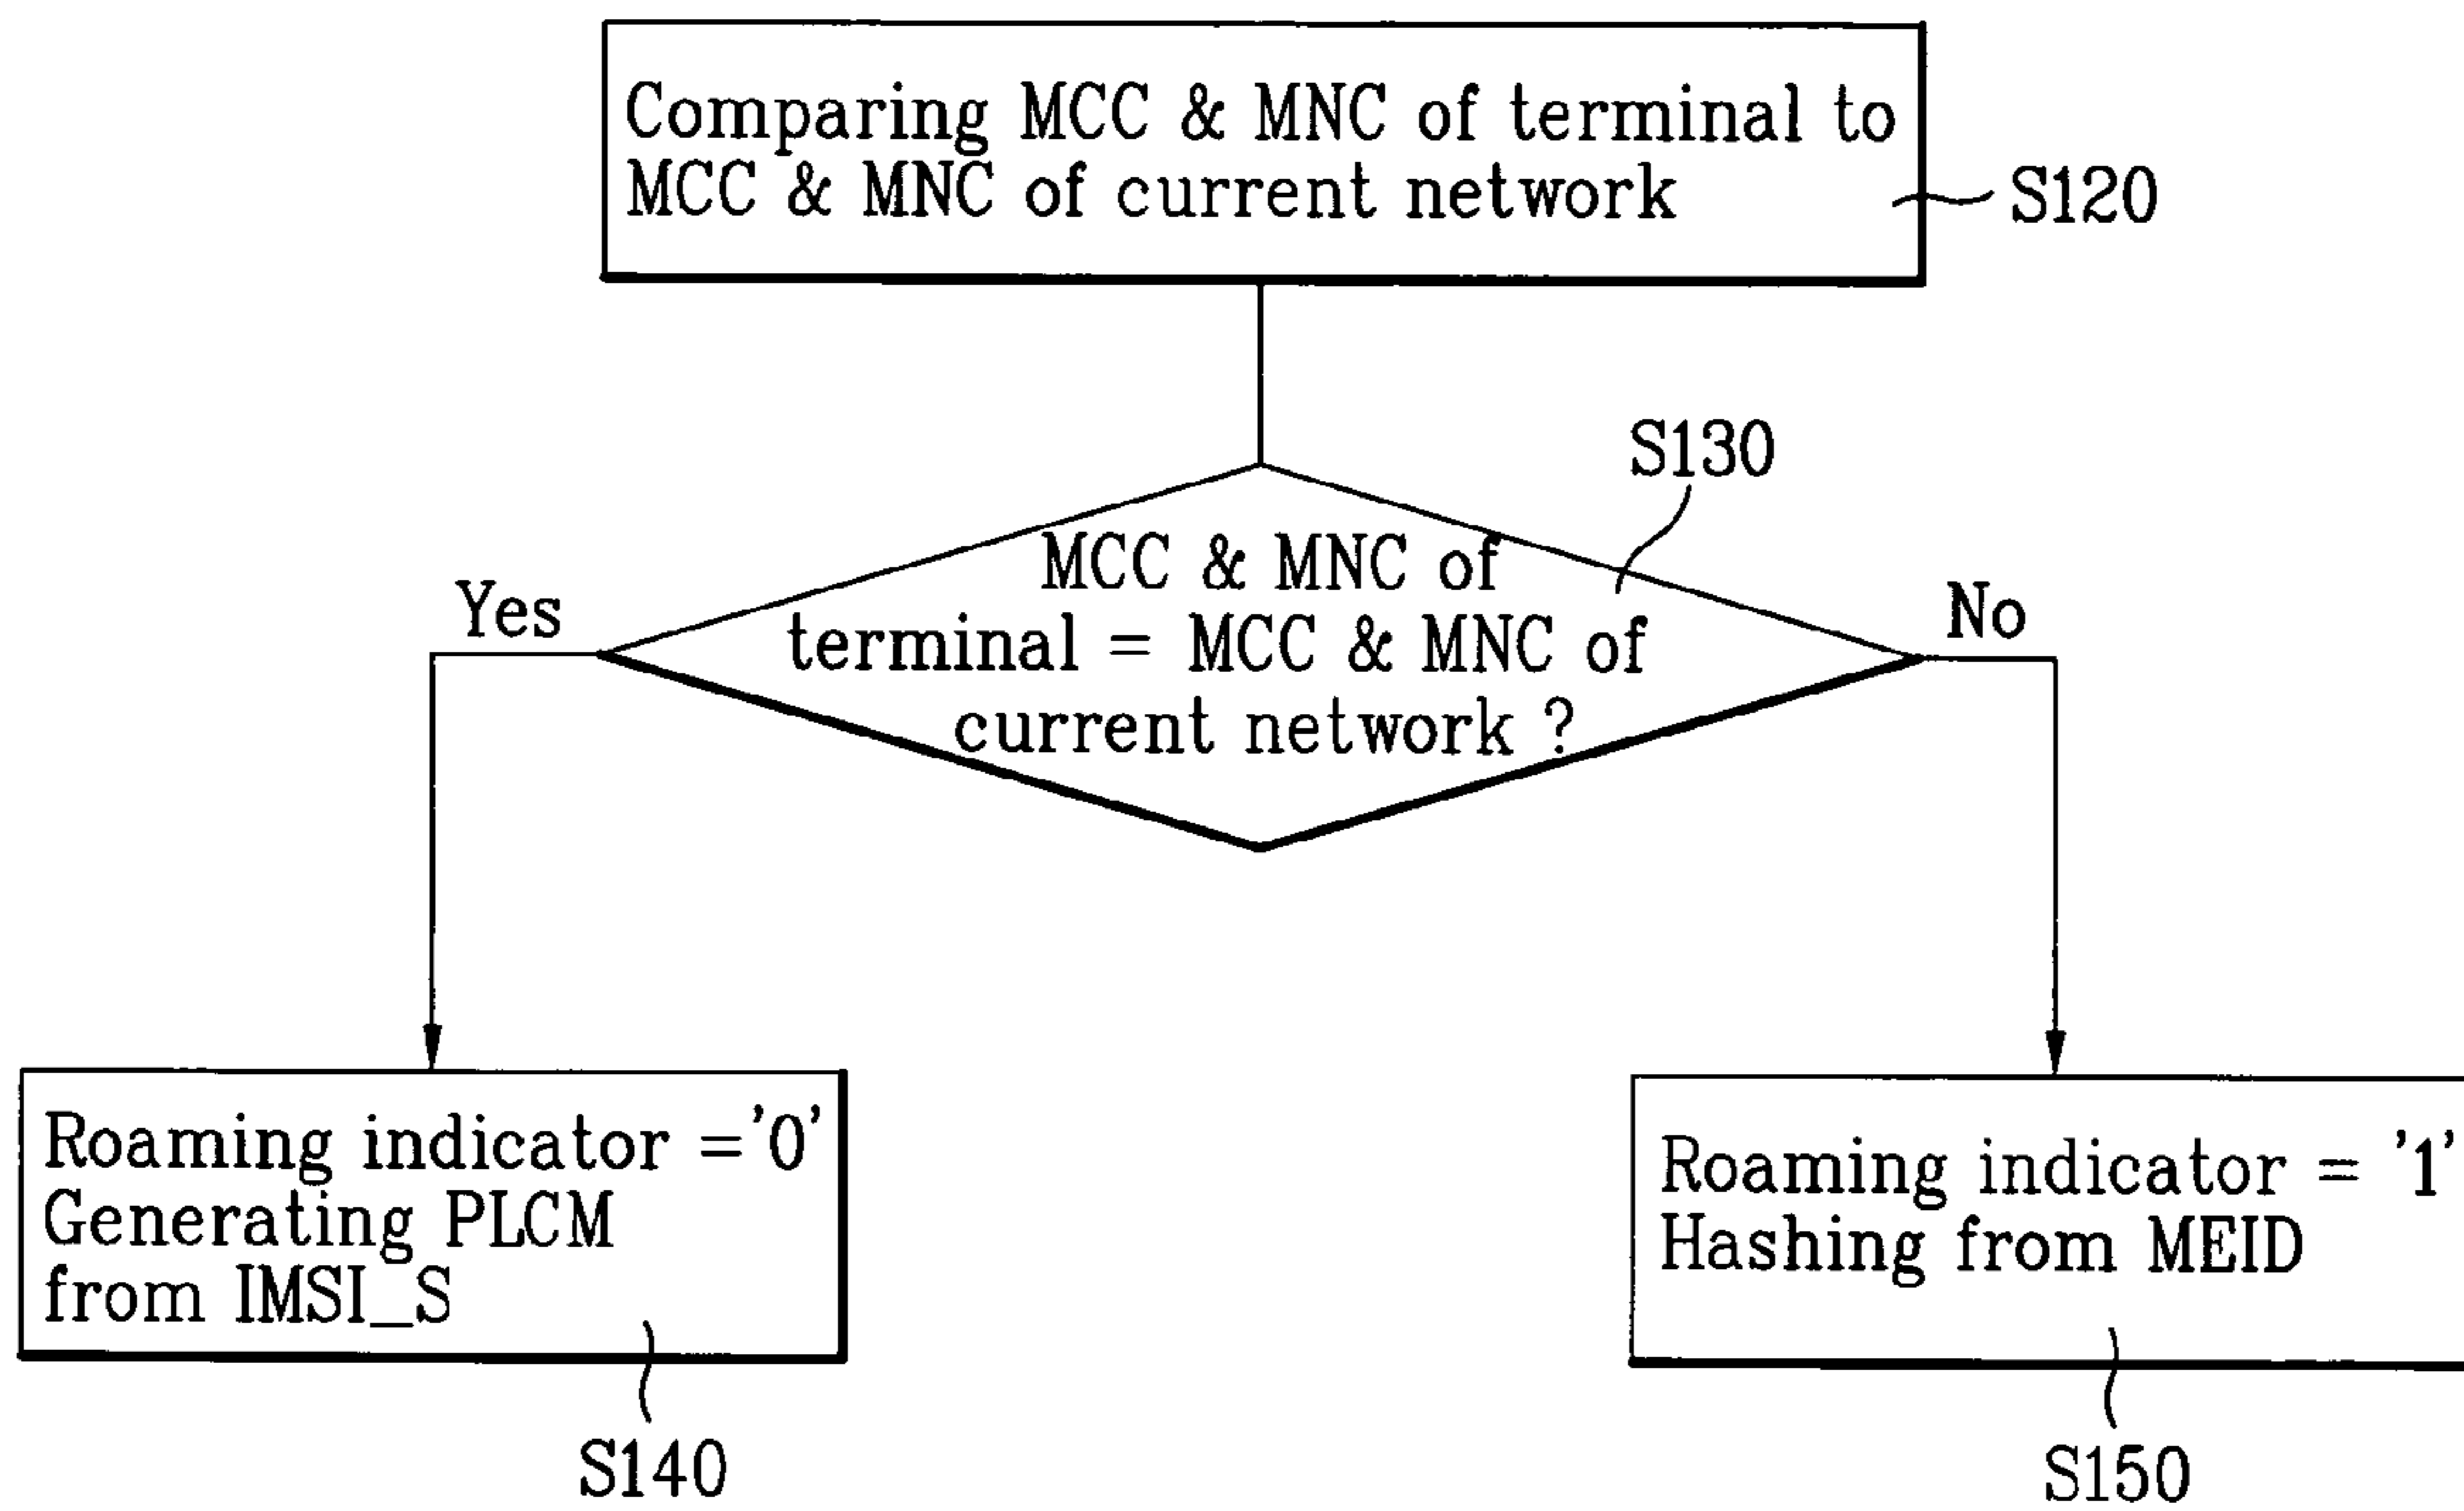 Comparing MCC & MNC of terminal to
MCC & MNC of current network
S120
S130
MCC & MNC of
terminal = MCC & MNC of
current network ?
Yes
No
Roaming indicator ='0'
Generating PLCM
from IMSI_S
S140
Roaming indicator = '1'
Hashing from MEID
S150